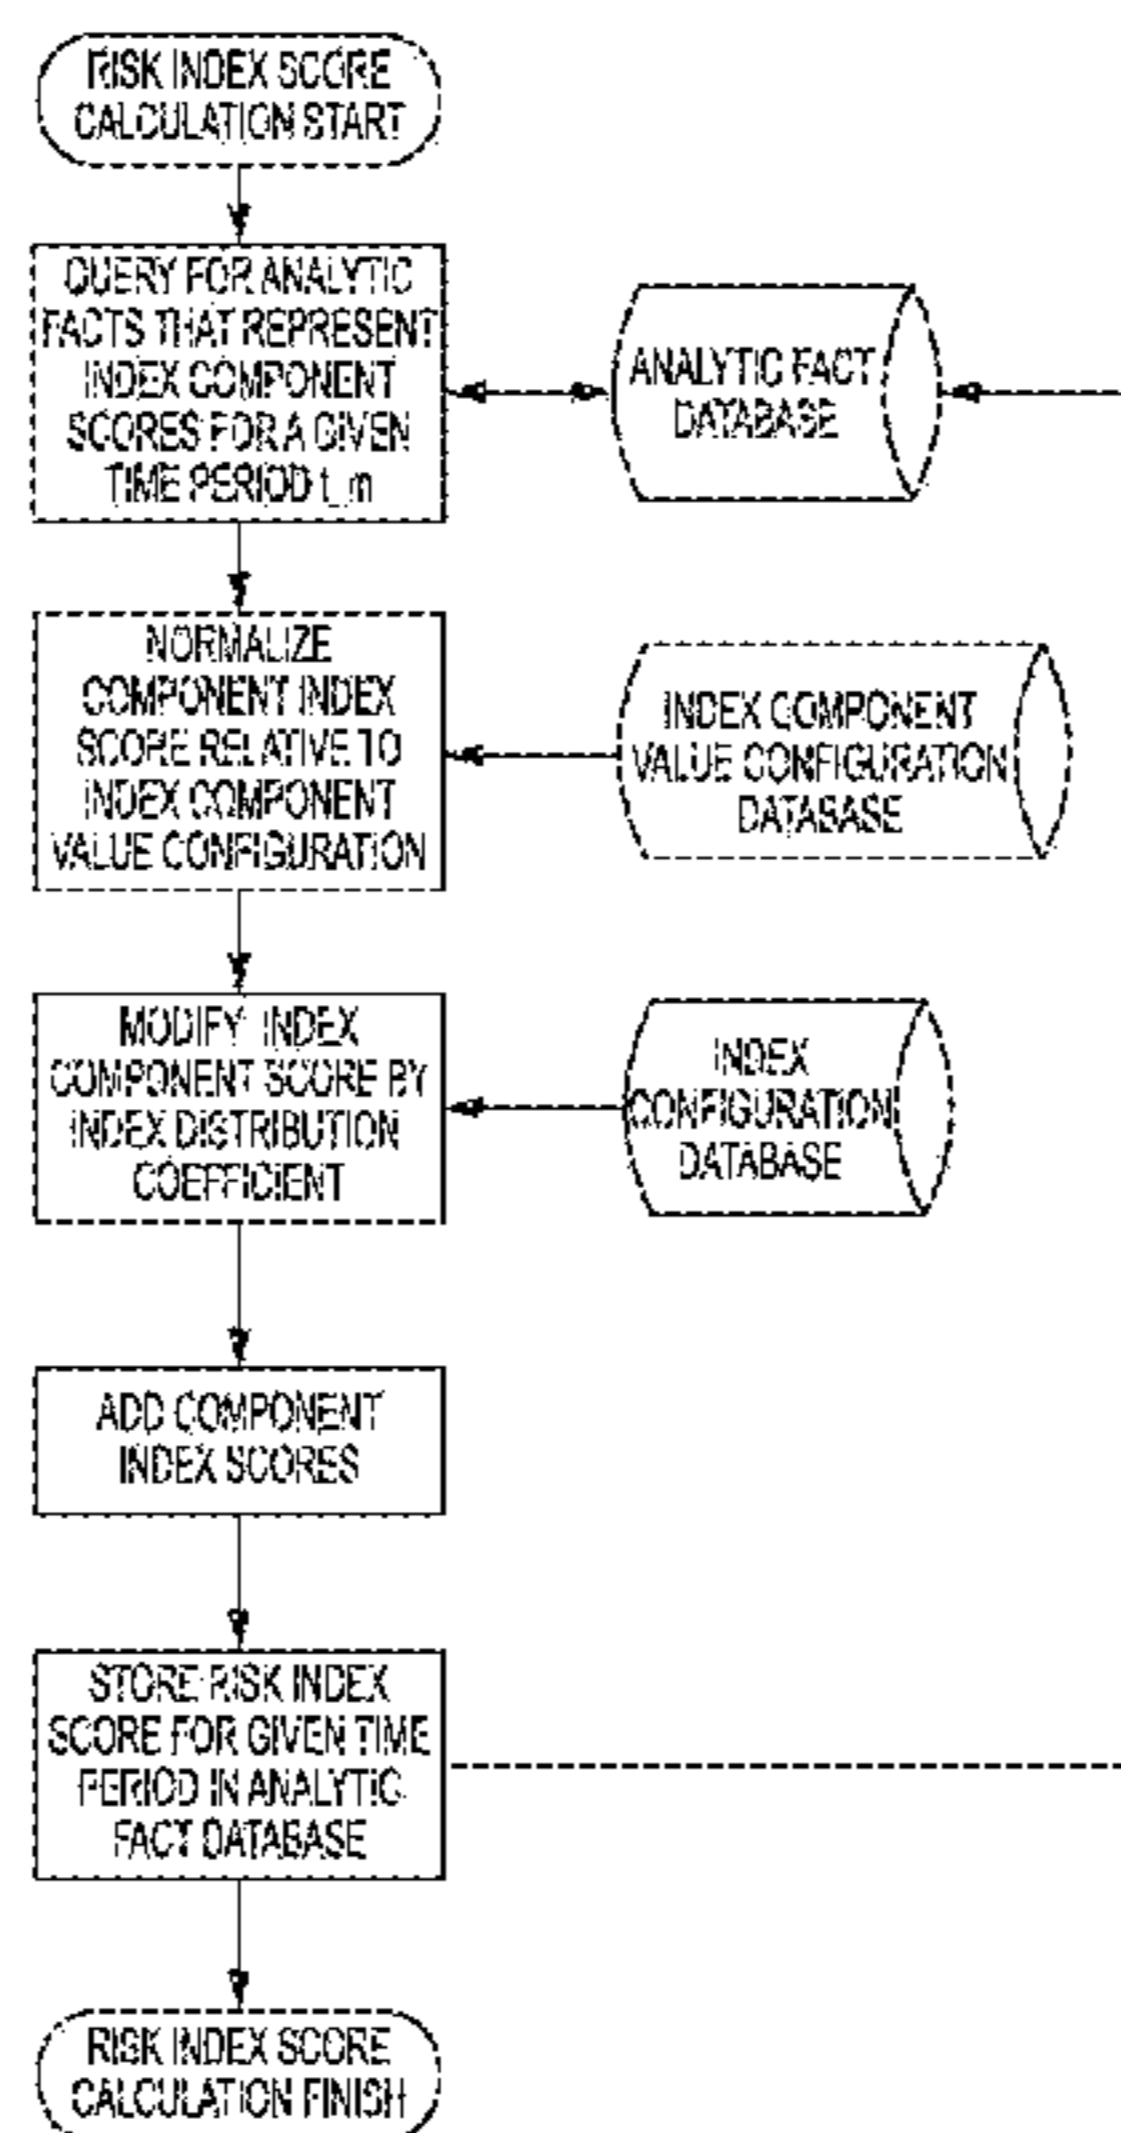 RISK INDEX SCORE
CALCULATION START
QUERY FOR ANALYTIC
FACTS THAT REPRESENT
INDEX COMPONENT
SCORES FOR A GIVEN
TIME PERIOD t_m
ANALYTIC FACT
DATABASE
NORMALIZE
COMPONENT INDEX
SCORE RELATIVE TO
INDEX COMPONENT
VALUE CONFIGURATION
INDEX COMPONENT
VALUE CONFIGURATION
DATABASE
MODIFY INDEX
COMPONENT SCORE BY
INDEX DISTRIBUTION
COEFFICIENT
INDEX
CONFIGURATION
DATABASE
ADD COMPONENT
INDEX SCORES
STORE RISK INDEX
SCORE FOR GIVEN TIME
PERIOD IN ANALYTIC
FACT DATABASE
RISK INDEX SCORE
CALCULATION FINISH